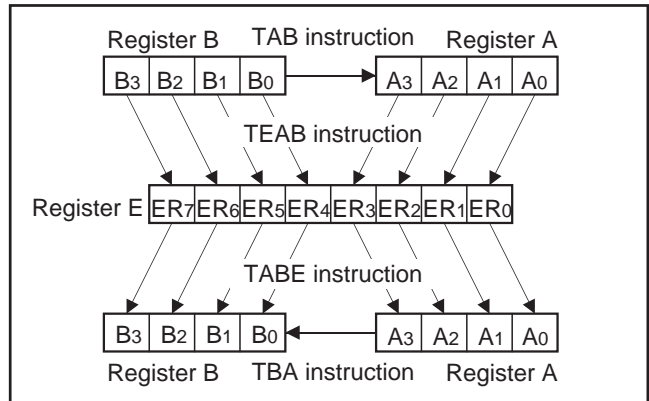 Register B TAB instruction Register A
B3 B2 B1 B0 A3 A2 A1 A0
TEAB instruction
Register E ER7 ER6 ER5 ER4 ER3 ER2 ER1 ER0
TABE instruction
B3 B2 B1 B0 A3 A2 A1 A0
Register B TBA instruction Register A